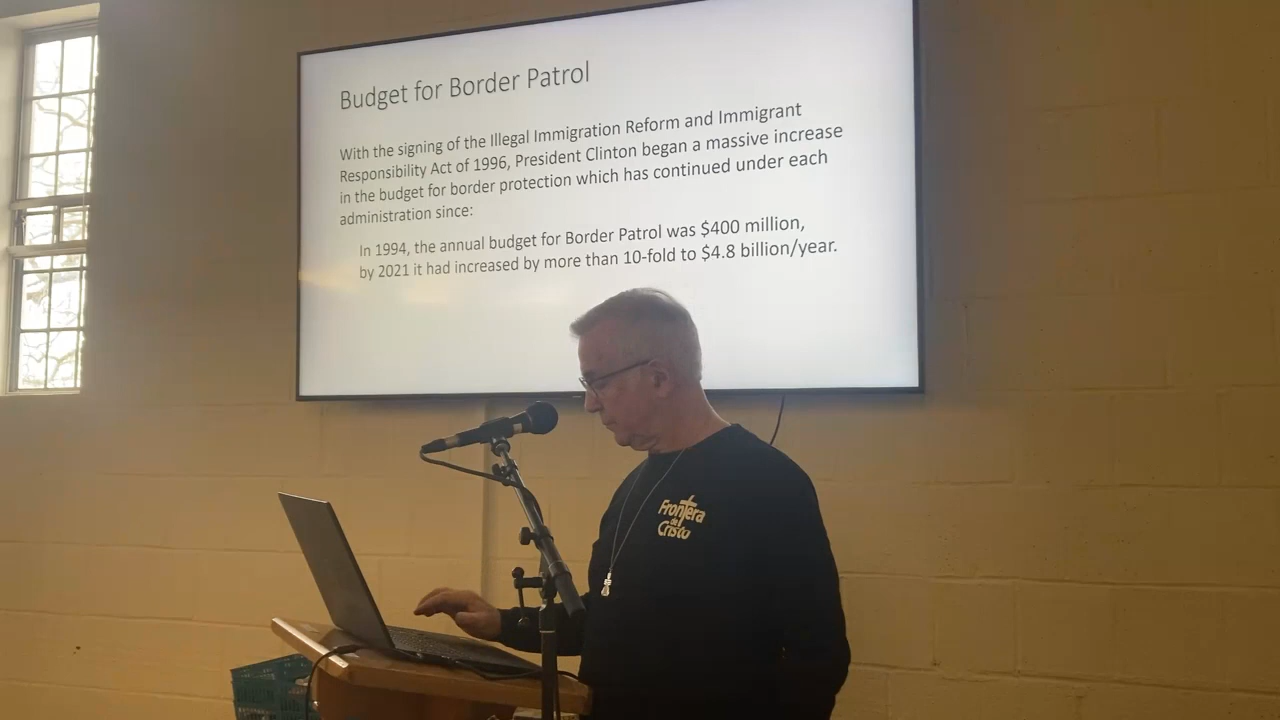 Budget for Border Patrol
With the signing of the Illegal Immigration Reform and Immigrant
Responsibility Act of 1996, President Clinton began a massive increase
in the budget for border protection which has continued under each
administration since:
In 1994, the annual budget for Border Patrol was $400 million,
by 2021 it had increased by more than 10-fold to $4.8 billion/year.
Frontera
de
Cristo